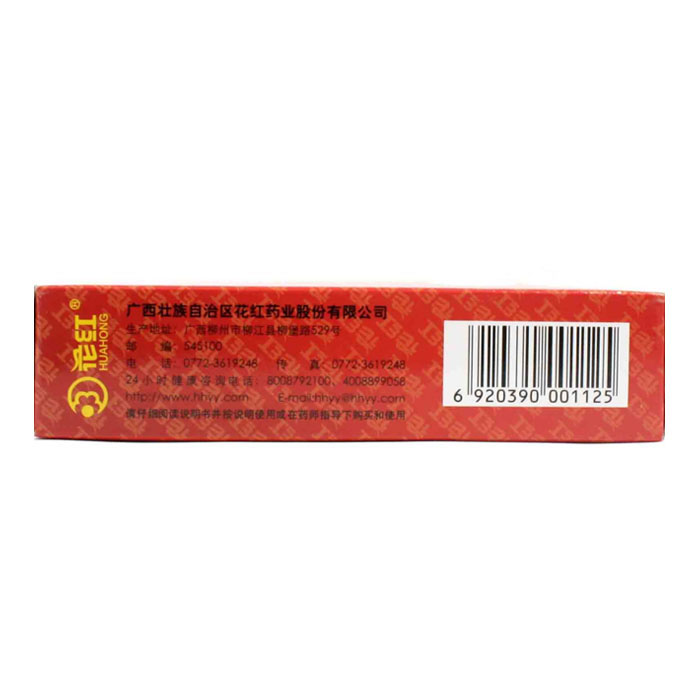 花红®
HUAHONG
广西壮族自治区花红药业股份有限公司
生产地址:广西柳州市柳江县柳堡路529号
邮 编:545100
电 话:0772-3619248 传 真:0772-3619248
24小时健康咨询电话:8008792100、4008899058
http://www.hhyy.com E-mail:hhyy@hhyy.com
请仔细阅读说明书并按说明使用或在药师指导下购买和使用
6 920390 001125